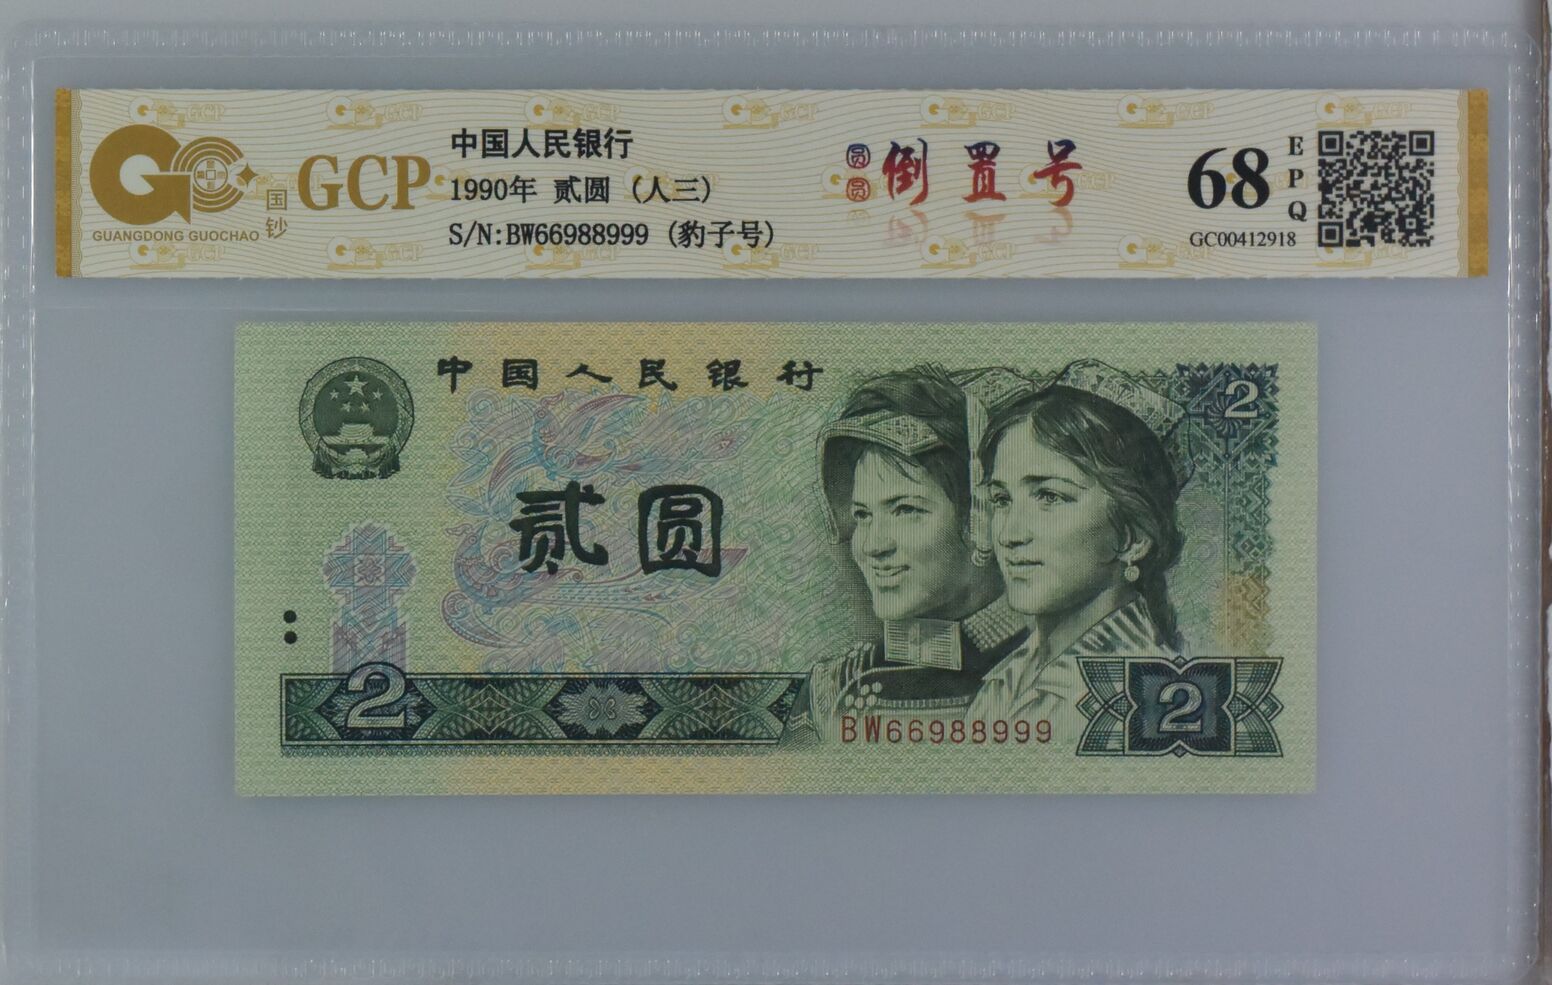 GCP
国钞
GUANGDONG GUOCHAO
中国人民银行
1990年 贰圆 (人三)
S/N:BW66988999 (豹子号)
圆圆
倒置号
68
EPQ
GC00412918
中国人民银行
2
贰圆
2
BW66988999
2